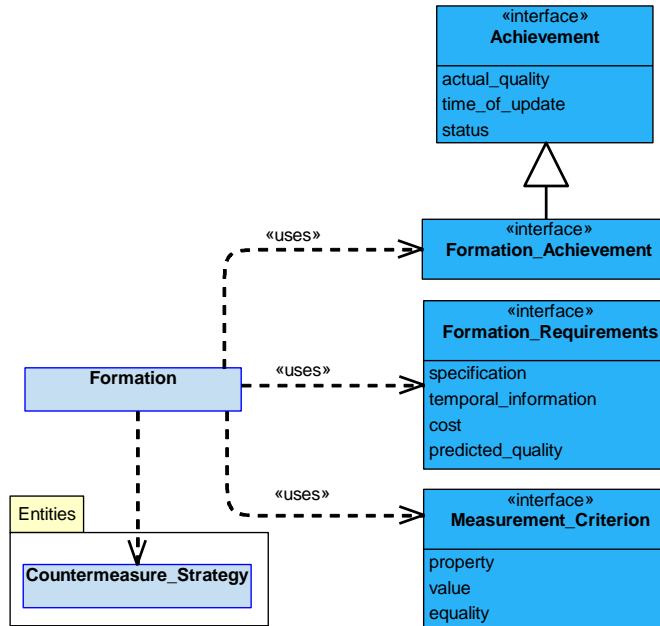 «interface»
Achievement
actual_quality
time_of_update
status
«uses»
«interface»
Formation_Achievement
«interface»
Formation_Requirements
specification
temporal_information
cost
predicted_quality
Formation
«uses»
«uses»
«interface»
Measurement_Criterion
property
value
equality
Entities
Countermeasure_Strategy